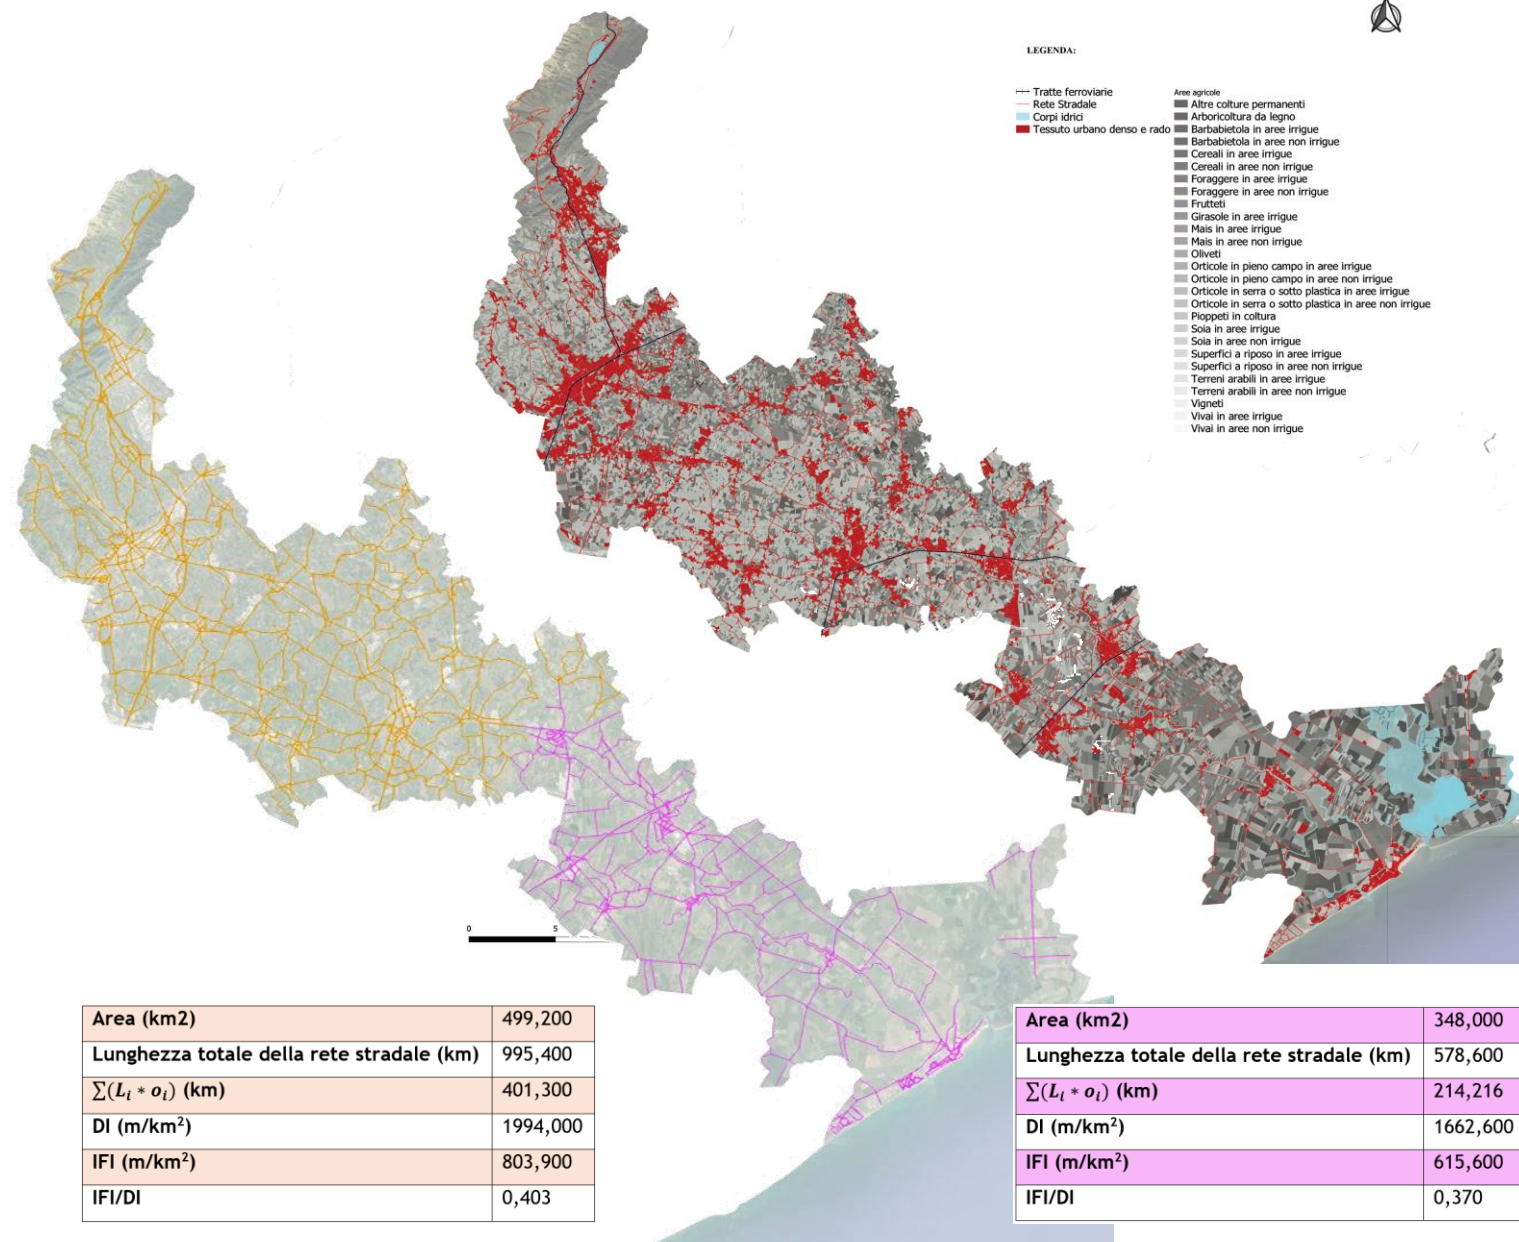 LEGENDA:
Tratte ferroviarie
Rete Stradale
Corpi idrici
Tessuto urbano denso e rado
Aree agricole
Altre colture permanenti
Arboricoltura da legno
Barbabietola in aree irrigue
Barbabietola in aree non irrigue
Cereali in aree irrigue
Cereali in aree non irrigue
Foraggere in aree irrigue
Foraggere in aree non irrigue
Frutteti
Girasole in aree irrigue
Mais in aree irrigue
Mais in aree non irrigue
Oliveti
Orticole in pieno campo in aree irrigue
Orticole in pieno campo in aree non irrigue
Orticole in serra o sotto plastica in aree irrigue
Orticole in serra o sotto plastica in aree non irrigue
Pioppeti in coltura
Soia in aree irrigue
Soia in aree non irrigue
Superfici a riposo in aree irrigue
Superfici a riposo in aree non irrigue
Terreni arabili in aree irrigue
Terreni arabili in aree non irrigue
Vigneti
Vivai in aree irrigue
Vivai in aree non irrigue
0 5
Area (km2) 499,200
Lunghezza totale della rete stradale (km) 995,400
∑(Lᵢ * oᵢ) (km) 401,300
DI (m/km²) 1994,000
IFI (m/km²) 803,900
IFI/DI 0,403
Area (km2) 348,000
Lunghezza totale della rete stradale (km) 578,600
∑(Lᵢ * oᵢ) (km) 214,216
DI (m/km²) 1662,600
IFI (m/km²) 615,600
IFI/DI 0,370